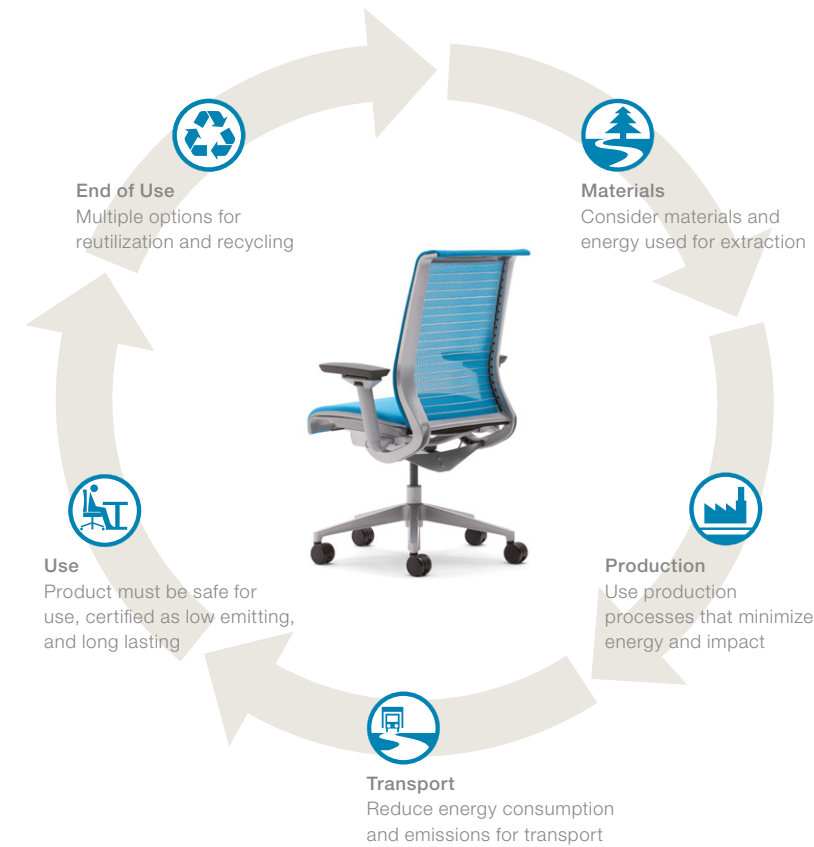 End of Use
Multiple options for
reutilization and recycling
Materials
Consider materials and
energy used for extraction
Use
Product must be safe for
use, certified as low emitting,
and long lasting
Production
Use production
processes that minimize
energy and impact
Transport
Reduce energy consumption
and emissions for transport